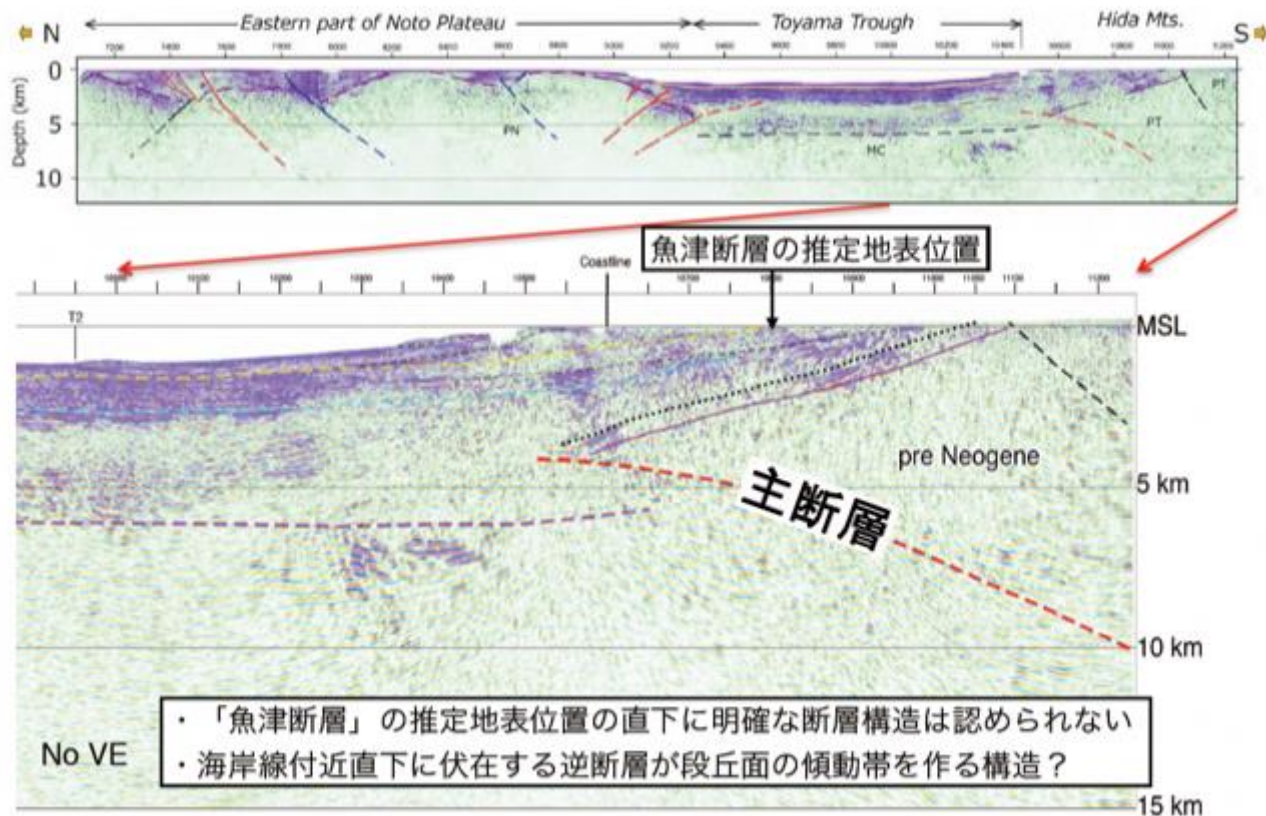 Eastern part of Noto Plateau
Toyama Trough
Hida Mts.
N
S
7200
0
5
10
Depth (km)
PN
MC
PT
PT
魚津断層の推定地表位置
Coastline
T2
MSL
pre Neogene
5 km
主断層
10 km
No VE
・「魚津断層」の推定地表位置の直下に明確な断層構造は認められない
・海岸線付近直下に伏在する逆断層が段丘面の傾動帯を作る構造？
15 km